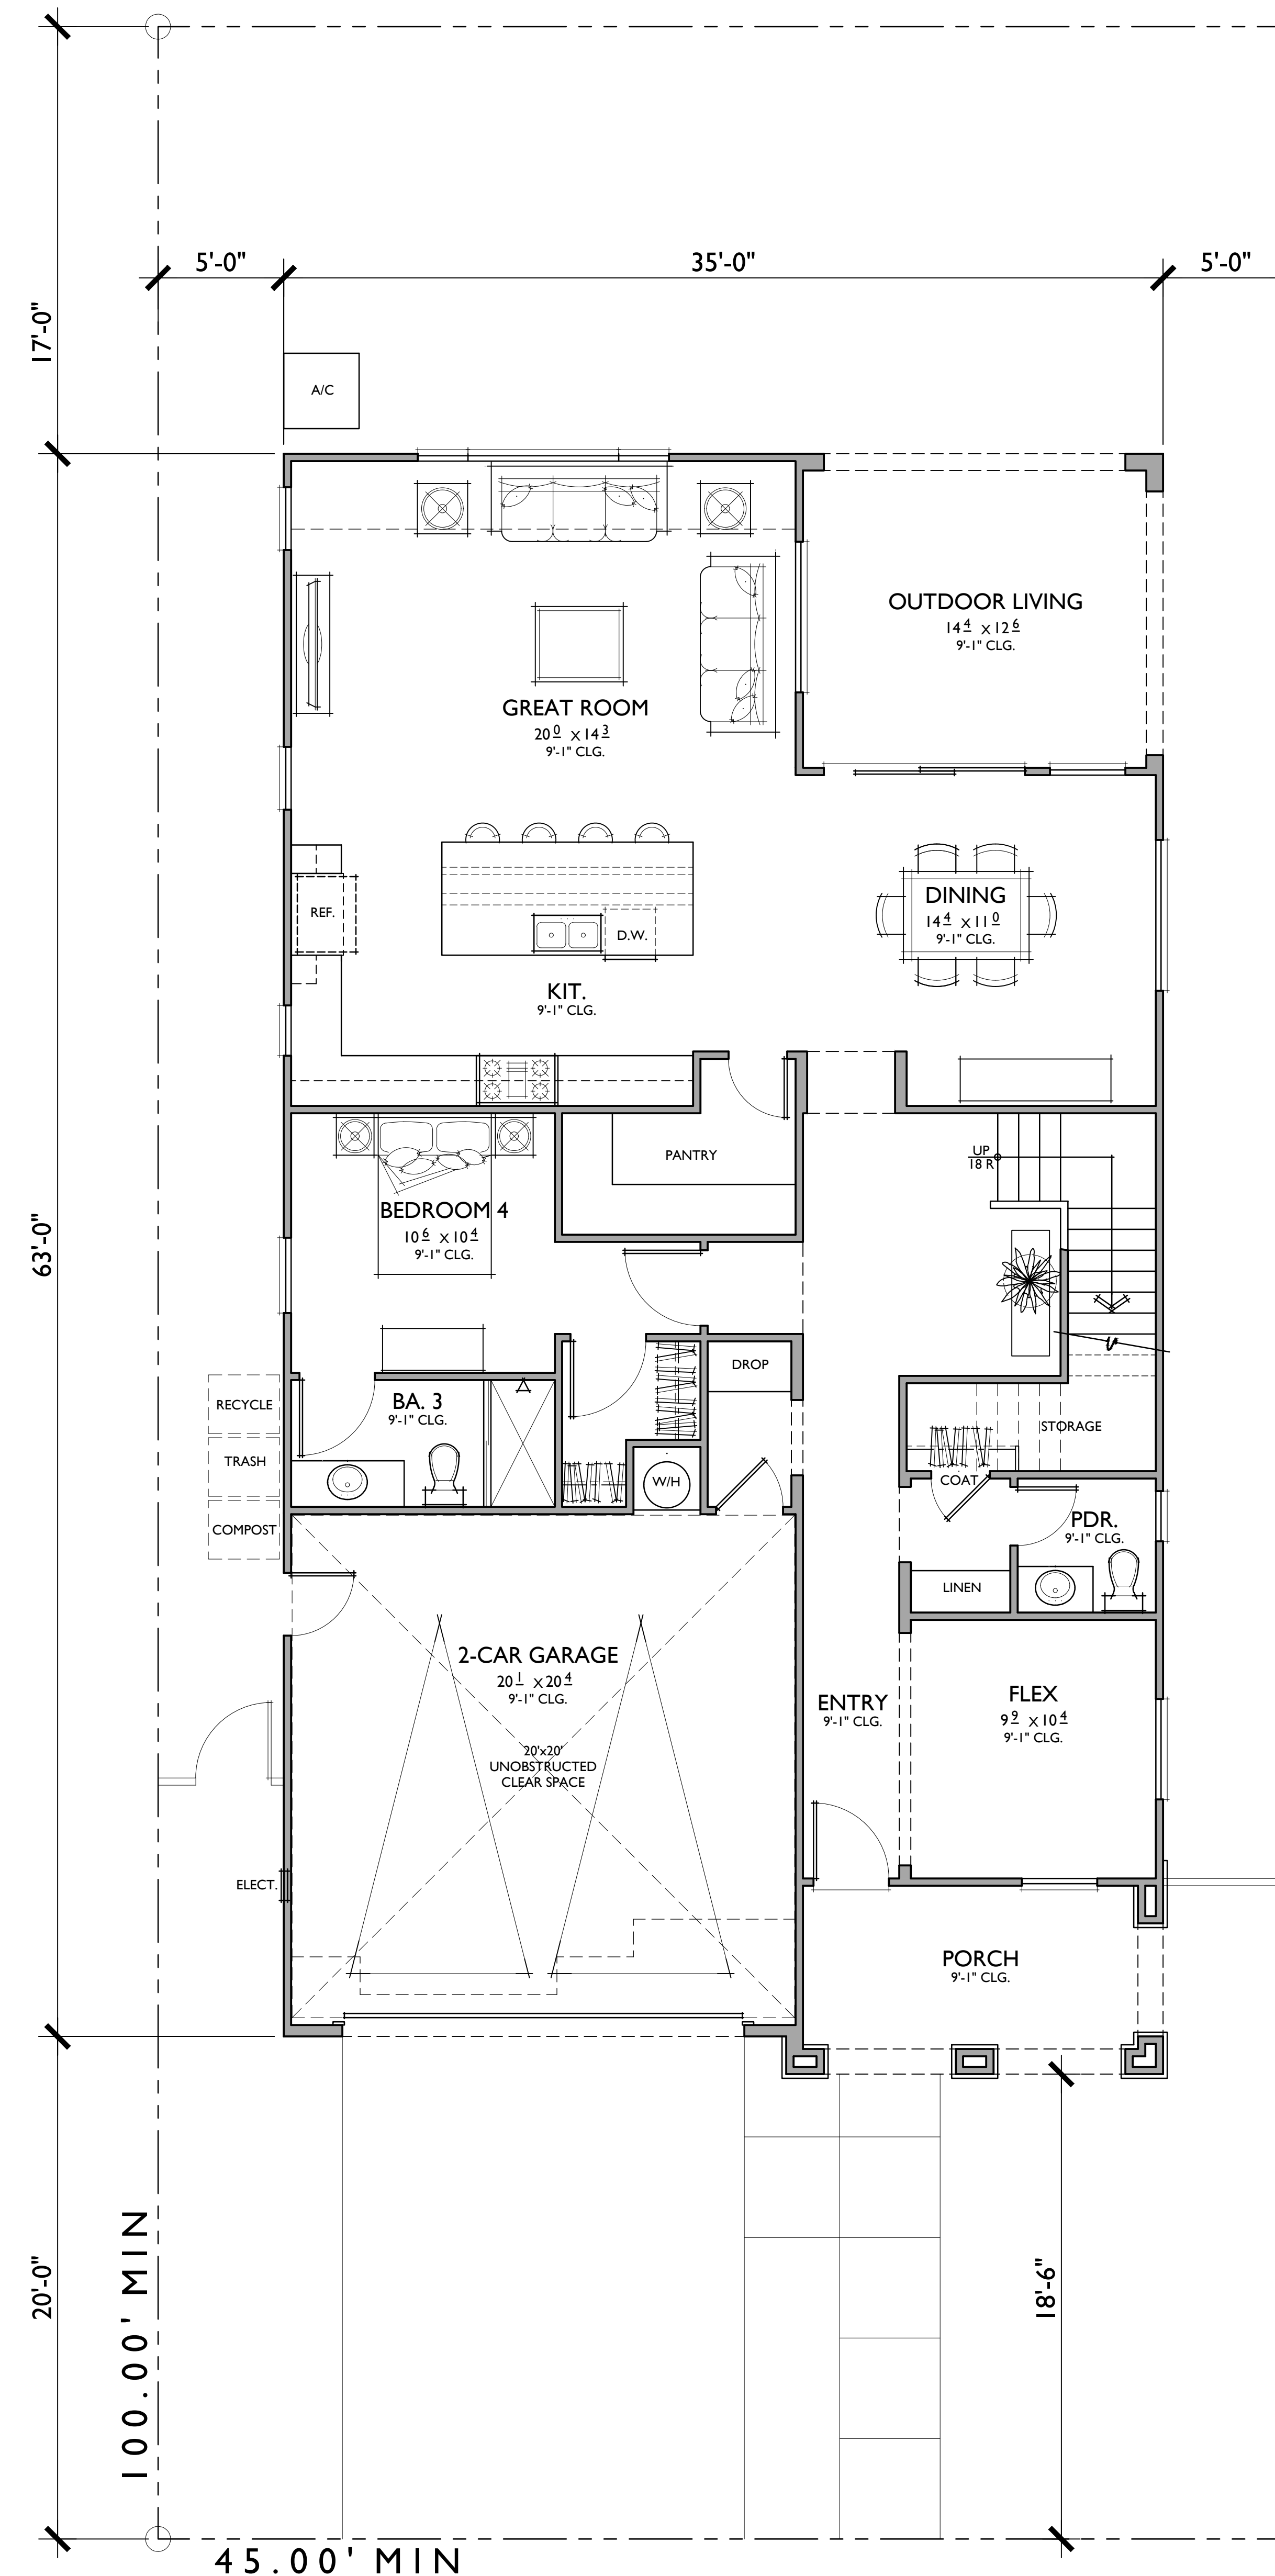 5'-0"
35'-0"
5'-0"
17'-0"
A/C
OUTDOOR LIVING
14 4 x 12 6
9'-1" CLG.
GREAT ROOM
20 0 x 14 3
9'-1" CLG.
REF.
D.W.
DINING
14 4 x 11 0
9'-1" CLG.
KIT.
9'-1" CLG.
PANTRY
UP
18 R
BEDROOM 4
10 6 x 10 4
9'-1" CLG.
63'-0"
DROP
BA. 3
9'-1" CLG.
RECYCLE
TRASH
COMPOST
W/H
STORAGE
COAT
PDR.
9'-1" CLG.
LINEN
2-CAR GARAGE
20 1 x 20 4
9'-1" CLG.
20'x20'
UNOBSTRUCTED
CLEAR SPACE
ENTRY
9'-1" CLG.
FLEX
9 9 x 10 4
9'-1" CLG.
ELECT.
PORCH
9'-1" CLG.
20'-0"
100.00' MIN
18'-6"
45.00' MIN